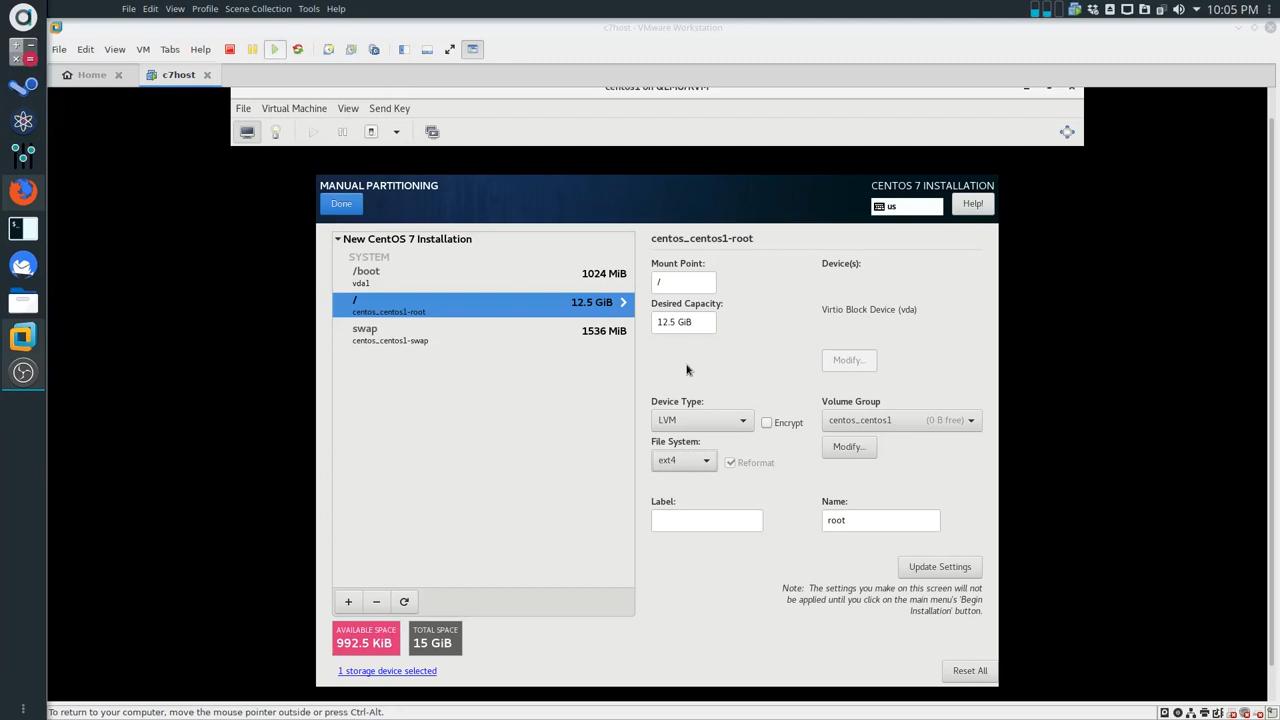 File Edit View Profile Scene Collection Tools Help
10:05 PM
c7host - VMware Workstation
File Edit View VM Tabs Help
Home
c7host
centos1 on QEMU/KVM
File Virtual Machine View Send Key
MANUAL PARTITIONING
CENTOS 7 INSTALLATION
Done
us
Help!
New CentOS 7 Installation
SYSTEM
/boot
1024 MiB
vda1
/
12.5 GiB
centos_centos1-root
swap
1536 MiB
centos_centos1-swap
centos_centos1-root
Mount Point:
Device(s):
/
Desired Capacity:
12.5 GiB
Virtio Block Device (vda)
Modify...
Device Type:
Volume Group
LVM
Encrypt
centos_centos1 (0 B free)
File System:
Modify...
ext4
Reformat
Label:
Name:
root
Update Settings
Note: The settings you make on this screen will not
be applied until you click on the main menu's 'Begin
Installation' button.
AVAILABLE SPACE
992.5 KiB
TOTAL SPACE
15 GiB
1 storage device selected
Reset All
To return to your computer, move the mouse pointer outside or press Ctrl-Alt.